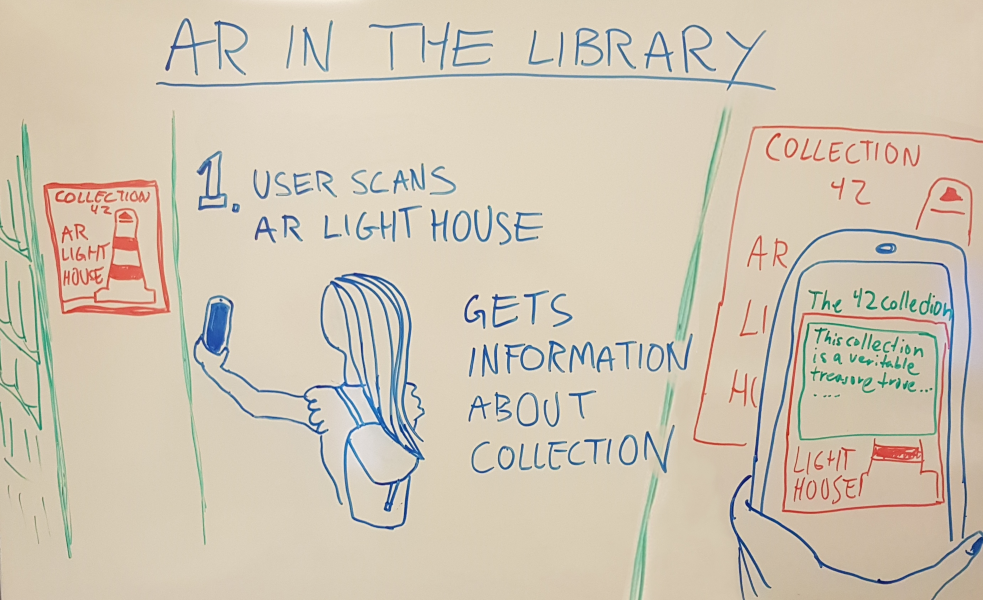 AR IN THE LIBRARY
COLLECTION
42
AR
LIGHT
HOUSE
1. USER SCANS
AR LIGHT HOUSE
GETS
INFORMATION
ABOUT
COLLECTION
COLLECTION
42
AR
LI
HO
The 42 collection
This collection
is a veritable
treasure trove...
....
LIGHT
HOUSE